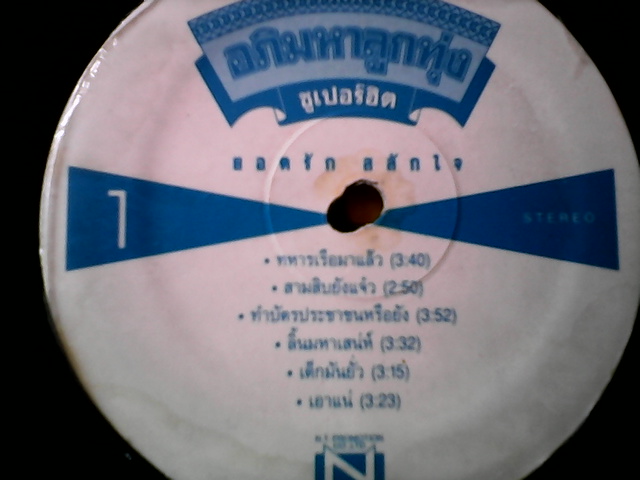 อภิมหาลูกทุ่ง
ซูเปอร์ฮิต
ยอดรัก สลักใจ
1
STEREO
• ทหารเรือมาแล้ว (3:40)
• สามสิบยังแจ๋ว (2:50)
• ทำบัตรประชาชนหรือยัง (3:52)
• ลิ้นมหาเสน่ห์ (3:32)
• เด็กมันยั่ว (3:15)
• เอาแน่ (3:23)
N